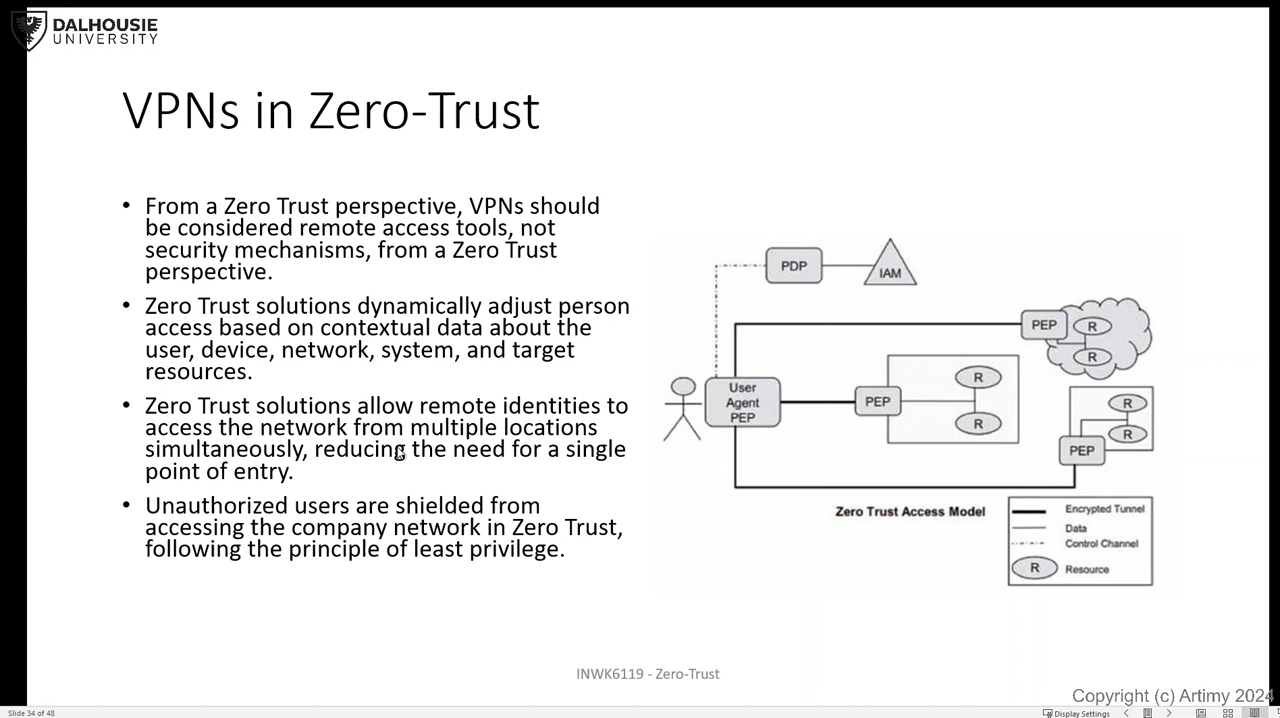 DALHOUSIE
UNIVERSITY
VPNs in Zero-Trust
• From a Zero Trust perspective, VPNs should
be considered remote access tools, not
security mechanisms, from a Zero Trust
perspective.
• Zero Trust solutions dynamically adjust person
access based on contextual data about the
user, device, network, system, and target
resources.
• Zero Trust solutions allow remote identities to
access the network from multiple locations
simultaneously, reducing the need for a single
point of entry.
• Unauthorized users are shielded from
accessing the company network in Zero Trust,
following the principle of least privilege.
PDP
IAM
PEP
R
R
User
Agent
PEP
PEP
R
R
R
R
PEP
Zero Trust Access Model
Encrypted Tunnel
Data
Control Channel
R
Resource
INWK6119 - Zero-Trust
Copyright (c) Artimy 2024
Slide 34 of 48
Display Settings